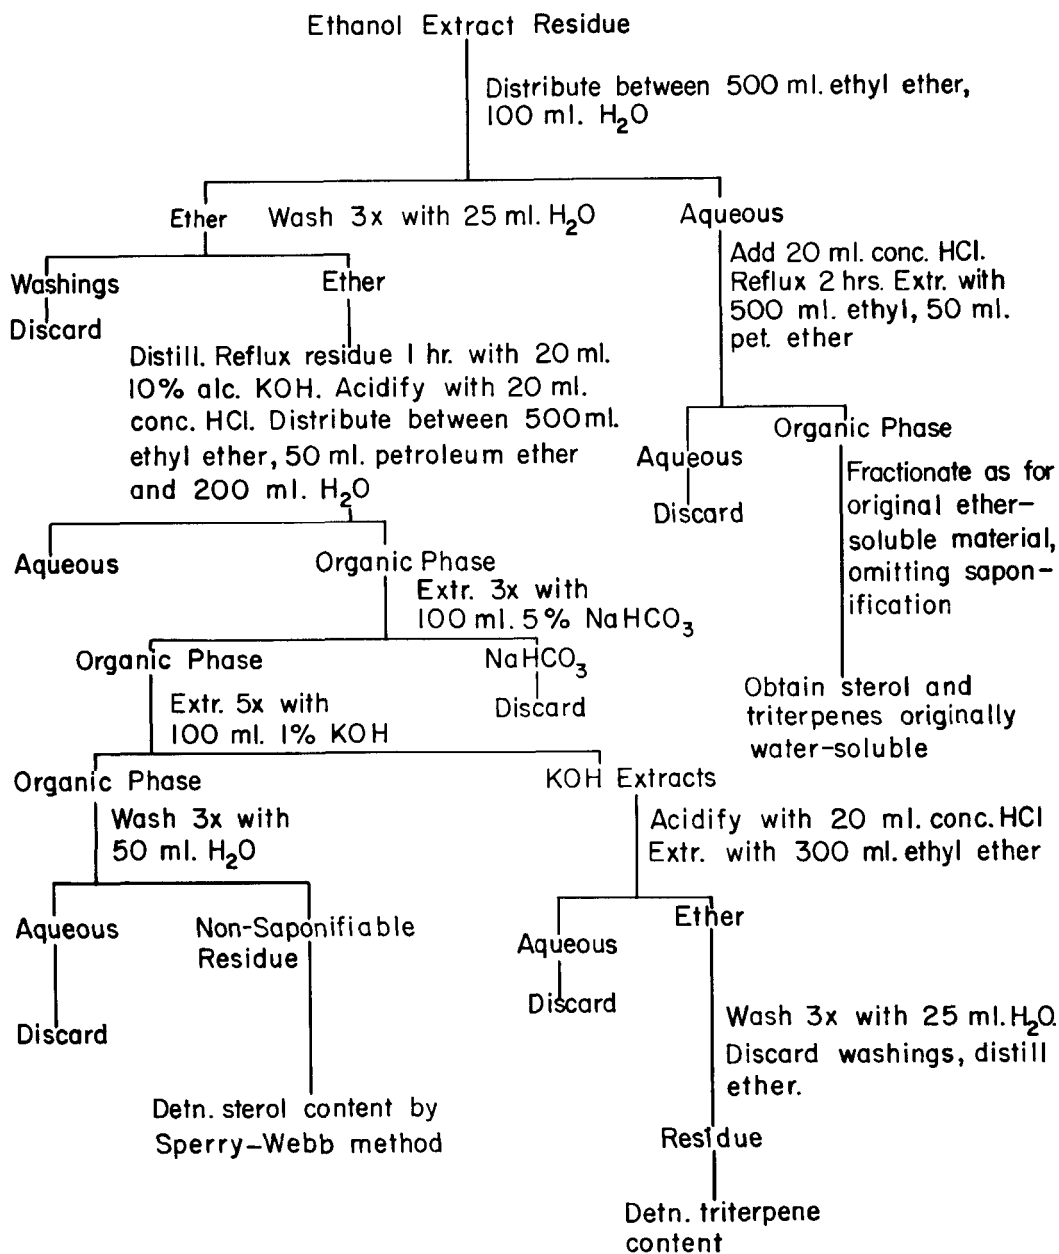 Ethanol Extract Residue
Distribute between 500 ml. ethyl ether,
100 ml. H₂O
Ether
Wash 3x with 25 ml. H₂O
Aqueous
Washings
Discard
Ether
Add 20 ml. conc. HCl.
Reflux 2 hrs. Extr. with
500 ml. ethyl, 50 ml.
pet. ether
Distill. Reflux residue 1 hr. with 20 ml.
10% alc. KOH. Acidify with 20 ml.
conc. HCl. Distribute between 500 ml.
ethyl ether, 50 ml. petroleum ether
and 200 ml. H₂O
Aqueous
Discard
Organic Phase
Fractionate as for
original ether-
soluble material,
omitting sapon-
ification
Obtain sterol and
triterpenes originally
water-soluble
Aqueous
Organic Phase
Extr. 3x with
100 ml. 5% NaHCO₃
Organic Phase
NaHCO₃
Discard
Extr. 5x with
100 ml. 1% KOH
Organic Phase
Wash 3x with
50 ml. H₂O
KOH Extracts
Acidify with 20 ml. conc. HCl
Extr. with 300 ml. ethyl ether
Aqueous
Discard
Non-Saponifiable
Residue
Detn. sterol content by
Sperry-Webb method
Aqueous
Discard
Ether
Wash 3x with 25 ml. H₂O.
Discard washings, distill
ether.
Residue
Detn. triterpene
content